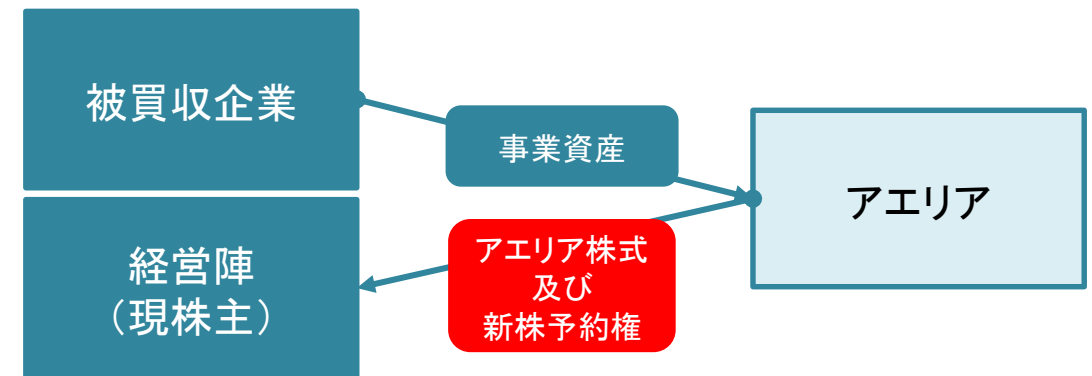 被買収企業
事業資産
アエリア
経営陣
（現株主）
アエリア株式
及び
新株予約権